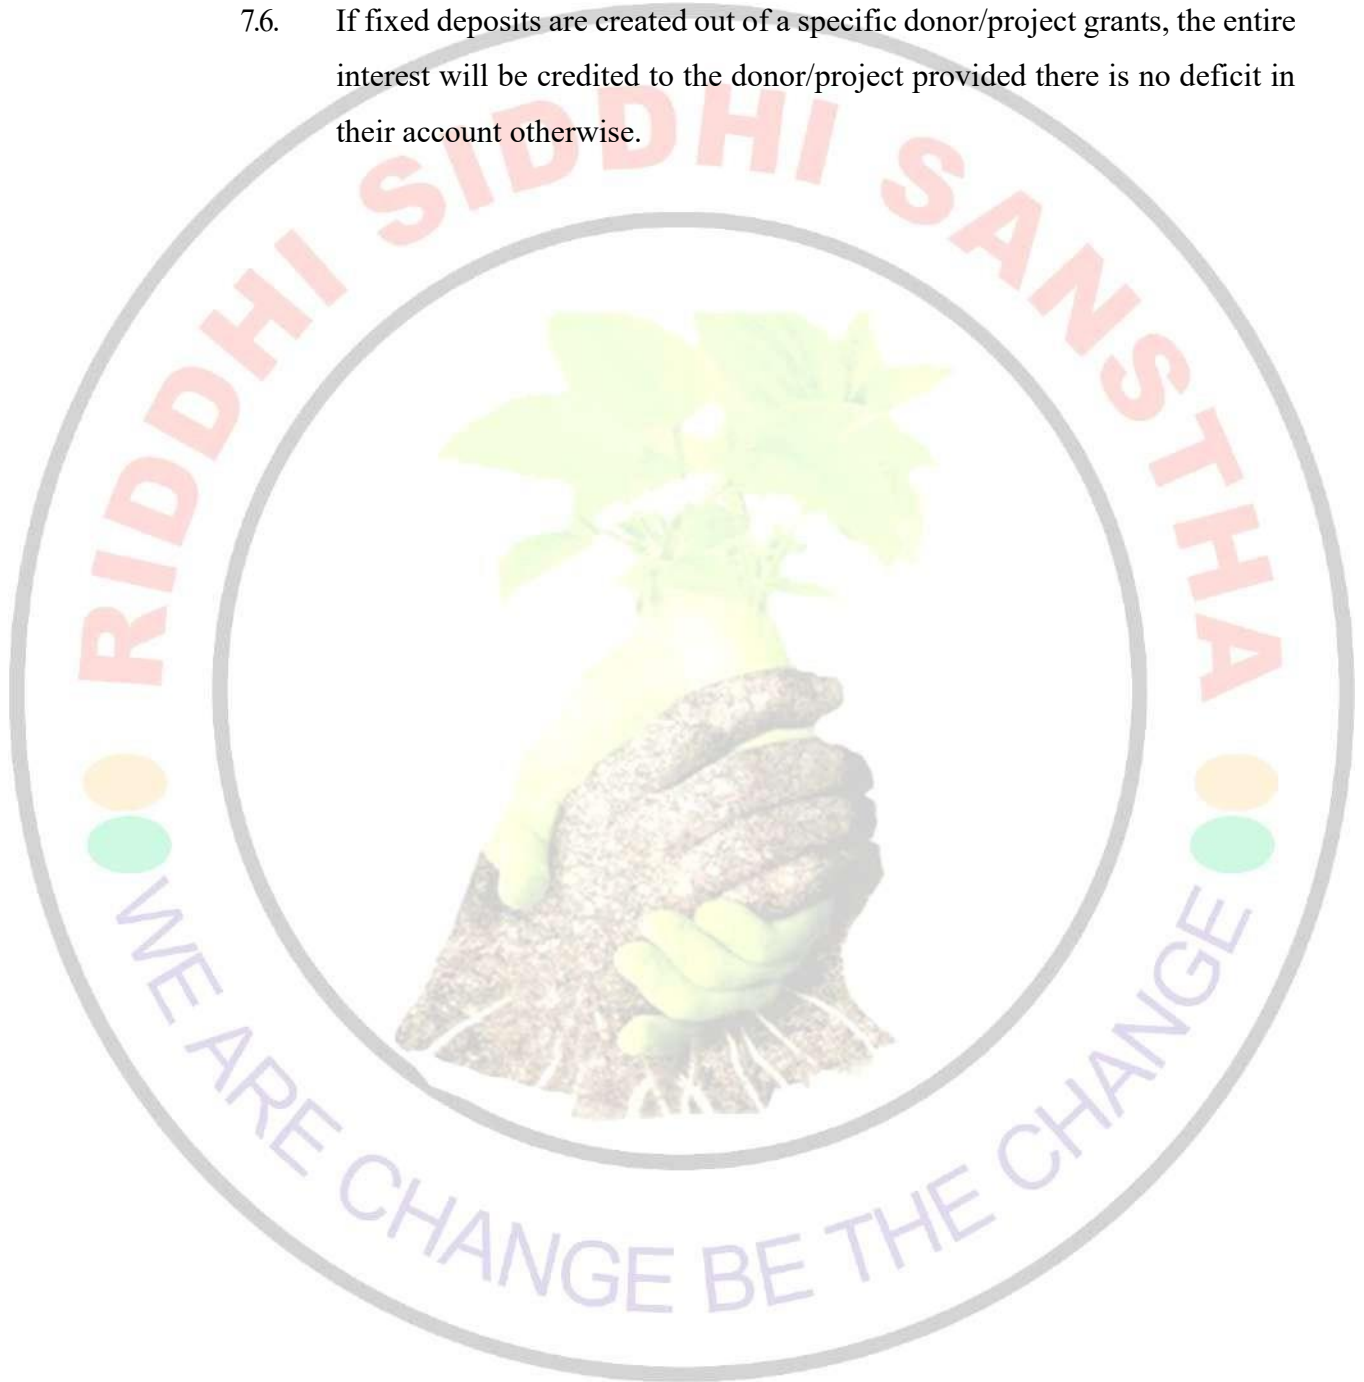 7.6. If fixed deposits are created out of a specific donor/project grants, the entire
interest will be credited to the donor/project provided there is no deficit in
their account otherwise.
RIDDHI SIDDHI SANSTHA
WE ARE CHANGE BE THE CHANGE